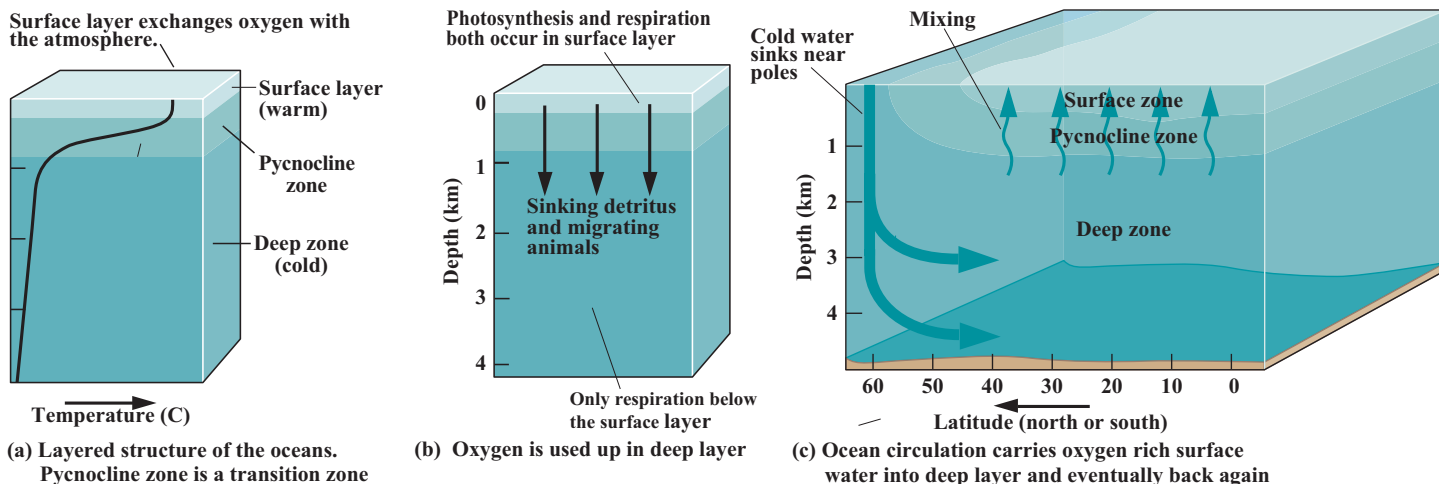 Surface layer exchanges oxygen with
the atmosphere.
Surface layer
(warm)
Pycnocline
zone
Deep zone
(cold)
Temperature (C)
(a) Layered structure of the oceans.
Pycnocline zone is a transition zone
Photosynthesis and respiration
both occur in surface layer
0
1
2
3
4
Depth (km)
Sinking detritus
and migrating
animals
Only respiration below
the surface layer
(b) Oxygen is used up in deep layer
Cold water
sinks near
poles
Mixing
Surface zone
Pycnocline zone
Deep zone
1
2
3
4
Depth (km)
60 50 40 30 20 10 0
Latitude (north or south)
(c) Ocean circulation carries oxygen rich surface
water into deep layer and eventually back again